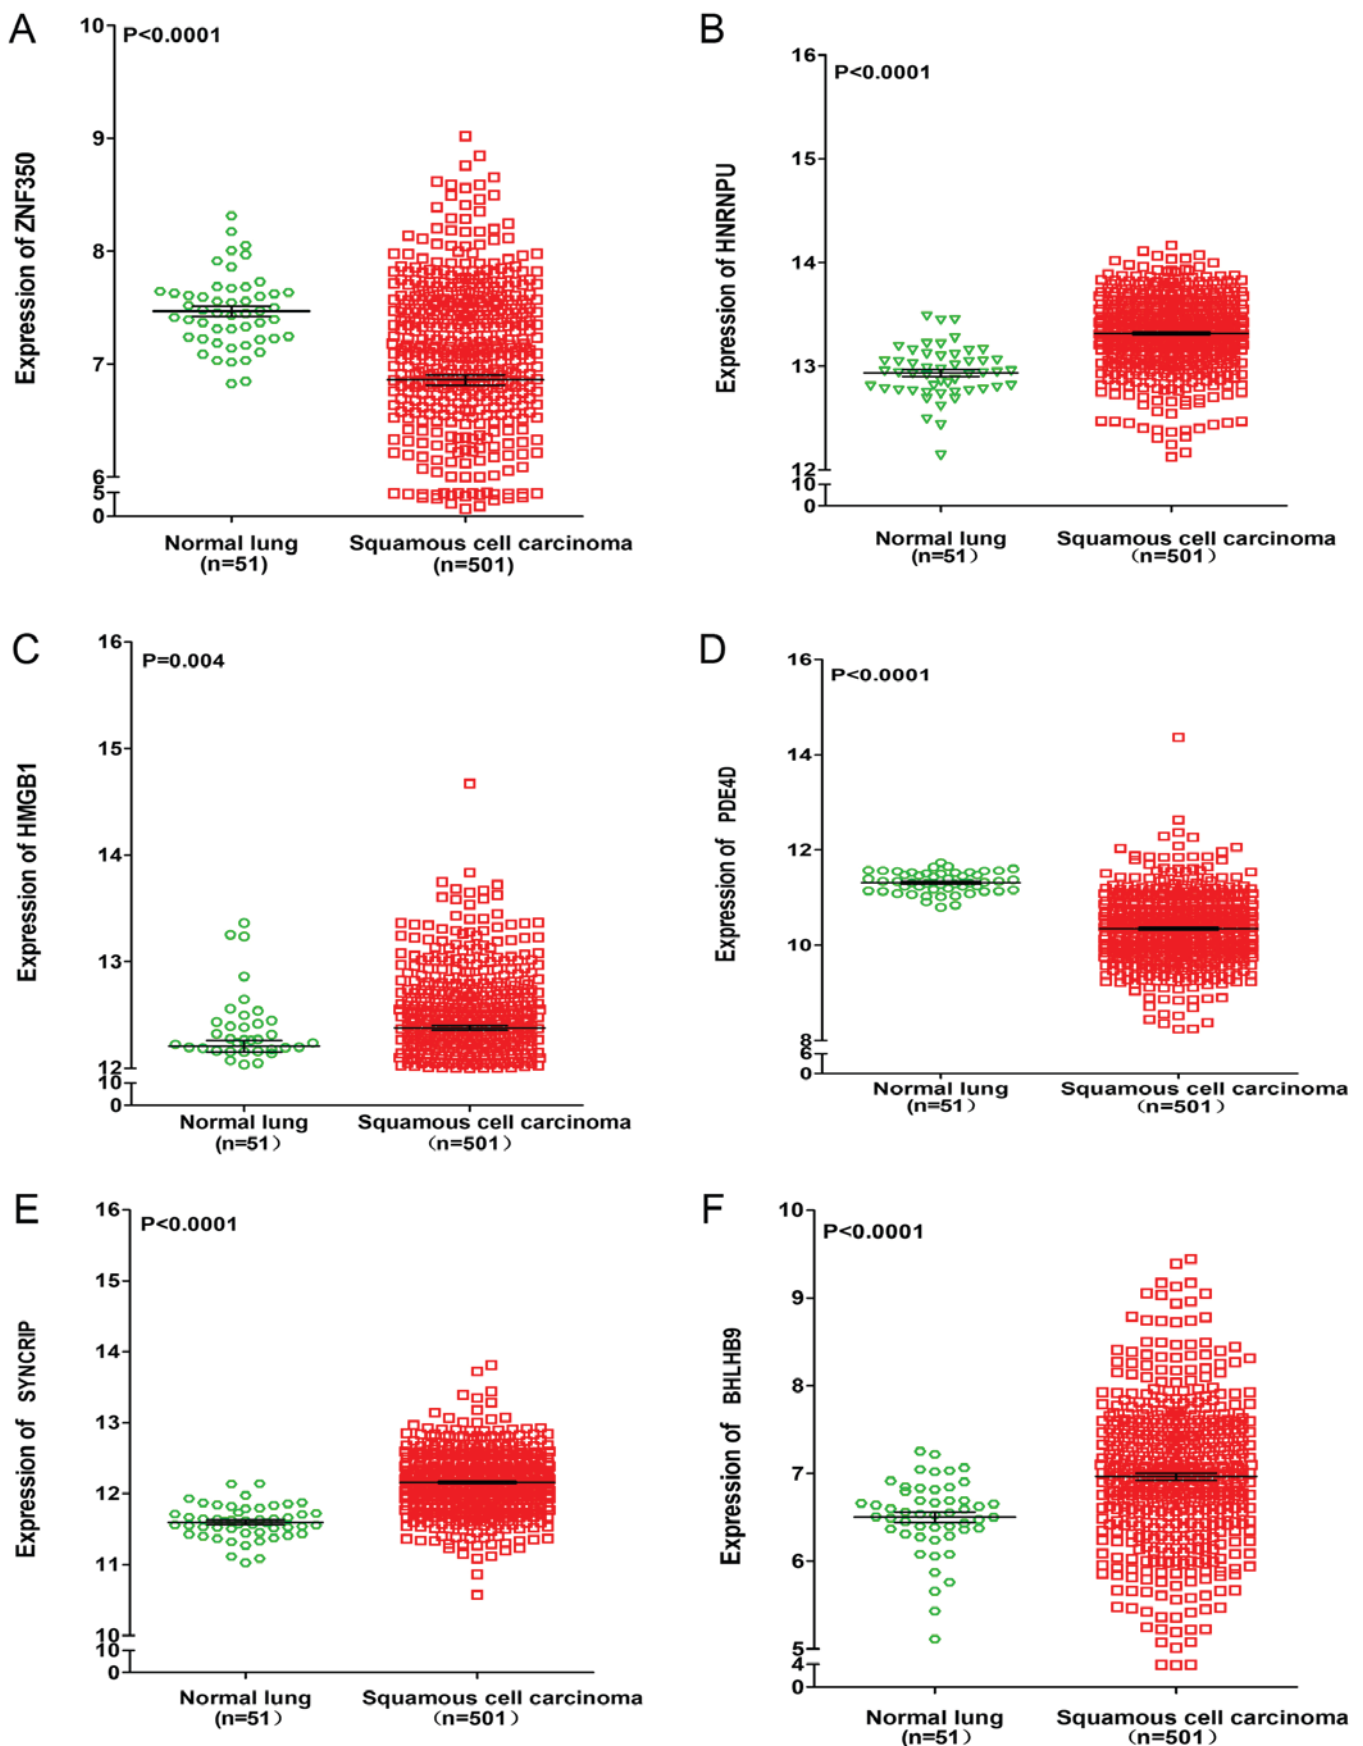 A
P<0.0001
Expression of ZNF350
10
9
8
7
6
5
0
Normal lung
(n=51)
Squamous cell carcinoma
(n=501)
B
P<0.0001
Expression of HNRNPU
16
15
14
13
12
10
0
Normal lung
(n=51)
Squamous cell carcinoma
(n=501)
C
P=0.004
Expression of HMGB1
16
15
14
13
12
10
0
Normal lung
(n=51)
Squamous cell carcinoma
(n=501)
D
P<0.0001
Expression of PDE4D
16
14
12
10
8
6
0
Normal lung
(n=51)
Squamous cell carcinoma
(n=501)
E
P<0.0001
Expression of SYNCRIP
16
15
14
13
12
11
10
10
0
Normal lung
(n=51)
Squamous cell carcinoma
(n=501)
F
P<0.0001
Expression of BHLHB9
10
9
8
7
6
5
4
0
Normal lung
(n=51)
Squamous cell carcinoma
(n=501)